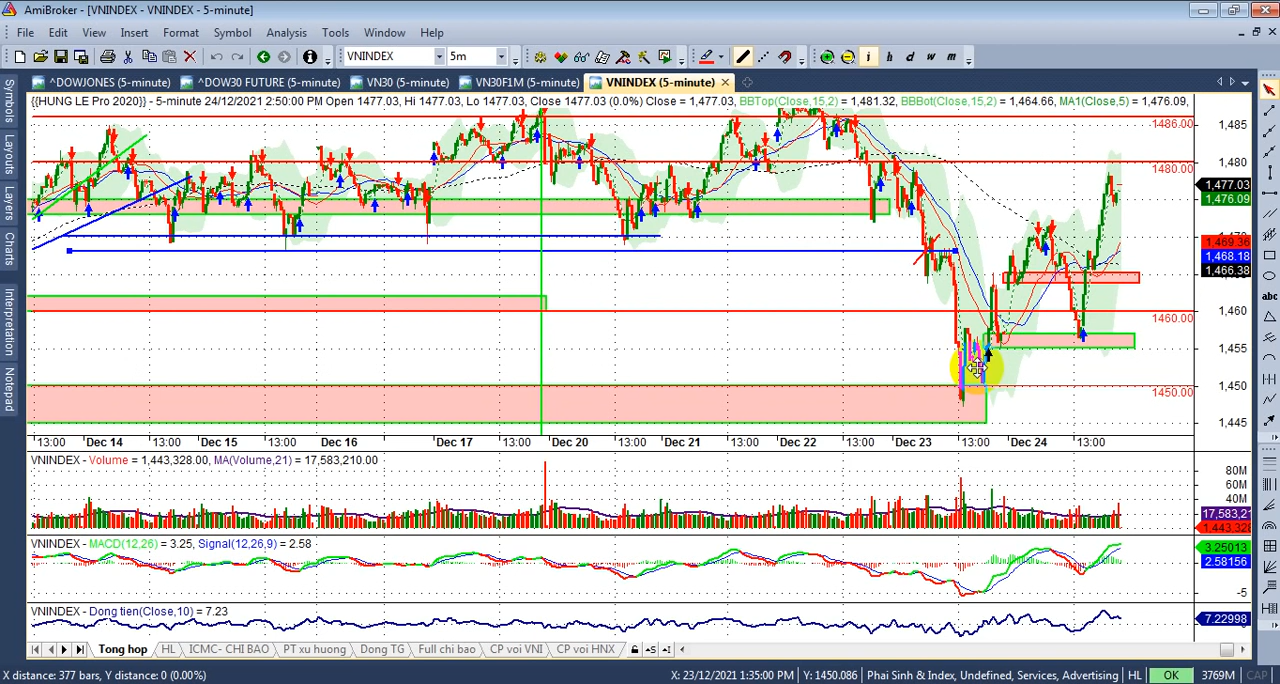 AmiBroker - [VNINDEX - VNINDEX - 5-minute]
File Edit View Insert Format Symbol Analysis Tools Window Help
VNINDEX 5m i h d w m
^DOWJONES (5-minute) ^DOW30 FUTURE (5-minute) VN30 (5-minute) VN30F1M (5-minute) VNINDEX (5-minute)
{{HUNG LE Pro 2020}} - 5-minute 24/12/2021 2:50:00 PM Open 1477.03, Hi 1477.03, Lo 1477.03, Close 1477.03 (0.0%) Close = 1,477.03, BBTop(Close,15,2) = 1,481.32, BBBot(Close,15,2) = 1,464.66, MA1(Close,5) = 1,476.09,
Symbols
Layouts
Layers
Charts
Interpretation
Notepad
abc
1486.00
1480.00
1460.00
1450.00
1,485
1,480
1,477.03
1,476.09
1,469.36
1,468.18
1,466.38
1,460
1,455
1,450
1,445
13:00 Dec 14 13:00 Dec 15 13:00 Dec 16 Dec 17 13:00 Dec 20 13:00 Dec 21 13:00 Dec 22 13:00 Dec 23 13:00 Dec 24 13:00
VNINDEX - Volume = 1,443,328.00, MA(Volume,21) = 17,583,210.00
80M
60M
40M
17,583,21
1,443,328
VNINDEX - MACD(12,26) = 3.25, Signal(12,26,9) = 2.58
3.25013
2.58156
-5
VNINDEX - Dong tien(Close,10) = 7.23
7.22998
Tong hop HL ICMC- CHI BAO PT xu huong Dong TG Full chi bao CP voi VNI CP voi HNX
X distance: 377 bars, Y distance: 0 (0.00%) X: 23/12/2021 1:35:00 PM Y: 1450.086 Phai Sinh & Index, Undefined, Services, Advertising HL OK 3769M CAP